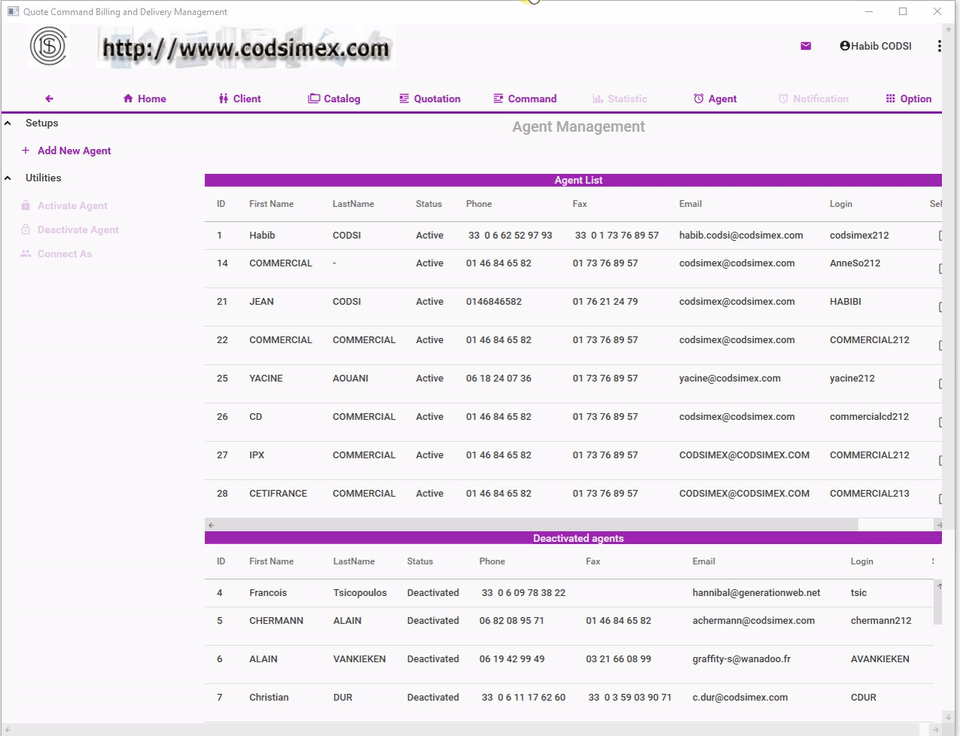 Quote Command Billing and Delivery Management
http://www.codsimex.com
Habib CODSI
Home Client Catalog Quotation Command Statistic Agent Notification Option
Setups
Agent Management
Add New Agent
Utilities
Activate Agent
Deactivate Agent
Connect As
Agent List
ID First Name LastName Status Phone Fax Email Login Sel
1 Habib CODSI Active 33 0 6 62 52 97 93 33 0 1 73 76 89 57 habib.codsi@codsimex.com codsimex212
14 COMMERCIAL - Active 01 46 84 65 82 01 73 76 89 57 codsimex@codsimex.com AnneSo212
21 JEAN CODSI Active 0146846582 01 76 21 24 79 codsimex@codsimex.com HABIBI
22 COMMERCIAL COMMERCIAL Active 01 46 84 65 82 01 73 76 89 57 codsimex@codsimex.com COMMERCIAL212
25 YACINE AOUANI Active 06 18 24 07 36 01 73 76 89 57 yacine@codsimex.com yacine212
26 CD COMMERCIAL Active 01 46 84 65 82 01 73 76 89 57 codsimex@codsimex.com commercialcd212
27 IPX COMMERCIAL Active 01 46 84 65 82 01 73 76 89 57 CODSIMEX@CODSIMEX.COM COMMERCIAL212
28 CETIFRANCE COMMERCIAL Active 01 46 84 65 82 01 73 76 89 57 CODSIMEX@CODSIMEX.COM COMMERCIAL213
Deactivated agents
ID First Name LastName Status Phone Fax Email Login
4 Francois Tsicopoulos Deactivated 33 0 6 09 78 38 22 hannibal@generationweb.net tsic
5 CHERMANN ALAIN Deactivated 06 82 08 95 71 01 46 84 65 82 achermann@codsimex.com chermann212
6 ALAIN VANKIEKEN Deactivated 06 19 42 99 49 03 21 66 08 99 graffity-s@wanadoo.fr AVANKIEKEN
7 Christian DUR Deactivated 33 0 6 11 17 62 60 33 0 3 59 03 90 71 c.dur@codsimex.com CDUR